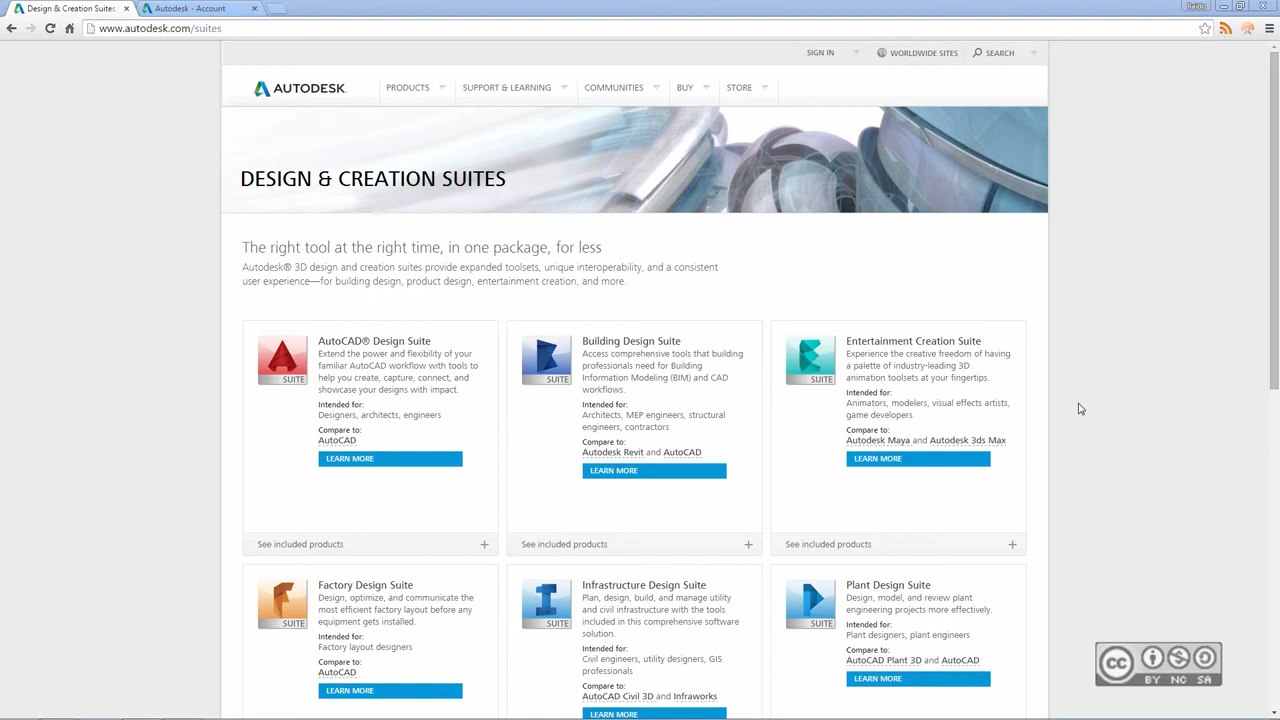 Design & Creation Suites
Autodesk - Account
Raido
www.autodesk.com/suites
SIGN IN
WORLDWIDE SITES
SEARCH
AUTODESK.
PRODUCTS
SUPPORT & LEARNING
COMMUNITIES
BUY
STORE
DESIGN & CREATION SUITES
The right tool at the right time, in one package, for less
Autodesk® 3D design and creation suites provide expanded toolsets, unique interoperability, and a consistent
user experience—for building design, product design, entertainment creation, and more.
SUITE
AutoCAD® Design Suite
Extend the power and flexibility of your
familiar AutoCAD workflow with tools to
help you create, capture, connect, and
showcase your designs with impact.
Intended for:
Designers, architects, engineers
Compare to:
AutoCAD
LEARN MORE
See included products
SUITE
Building Design Suite
Access comprehensive tools that building
professionals need for Building
Information Modeling (BIM) and CAD
workflows.
Intended for:
Architects, MEP engineers, structural
engineers, contractors
Compare to:
Autodesk Revit and AutoCAD
LEARN MORE
See included products
SUITE
Entertainment Creation Suite
Experience the creative freedom of having
a palette of industry-leading 3D
animation toolsets at your fingertips.
Intended for:
Animators, modelers, visual effects artists,
game developers
Compare to:
Autodesk Maya and Autodesk 3ds Max
LEARN MORE
See included products
SUITE
Factory Design Suite
Design, optimize, and communicate the
most efficient factory layout before any
equipment gets installed.
Intended for:
Factory layout designers
Compare to:
AutoCAD
LEARN MORE
SUITE
Infrastructure Design Suite
Plan, design, build, and manage utility
and civil infrastructure with the tools
included in this comprehensive software
solution.
Intended for:
Civil engineers, utility designers, GIS
professionals
Compare to:
AutoCAD Civil 3D and Infraworks
LEARN MORE
SUITE
Plant Design Suite
Design, model, and review plant
engineering projects more effectively.
Intended for:
Plant designers, plant engineers
Compare to:
AutoCAD Plant 3D and AutoCAD
LEARN MORE
cc
BY NC SA